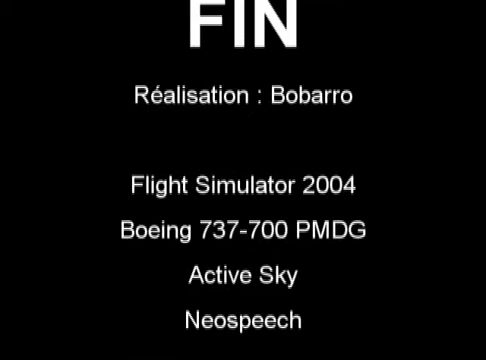 FIN
Réalisation : Bobarro
Flight Simulator 2004
Boeing 737-700 PMDG
Active Sky
Neospeech